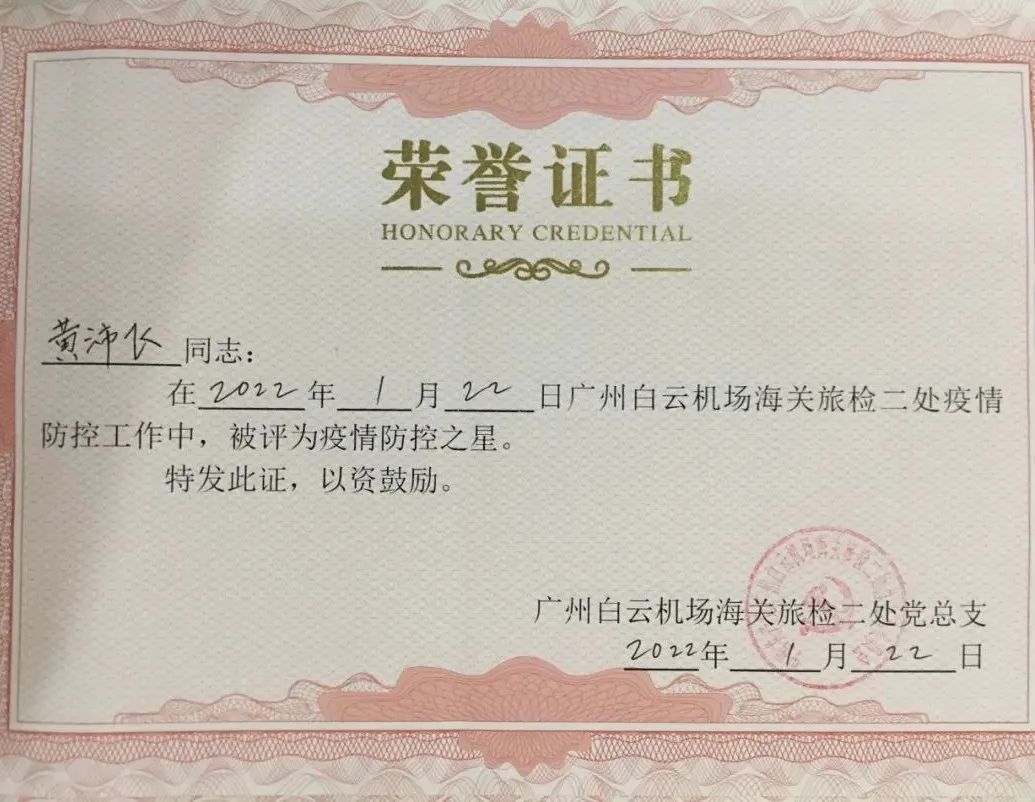 荣誉证书
HONORARY CREDENTIAL
黄沛长同志：
在2022年1月22日广州白云机场海关旅检二处疫情
防控工作中，被评为疫情防控之星。
特发此证，以资鼓励。
广州白云机场海关旅检二处党总支
2022年1月22日